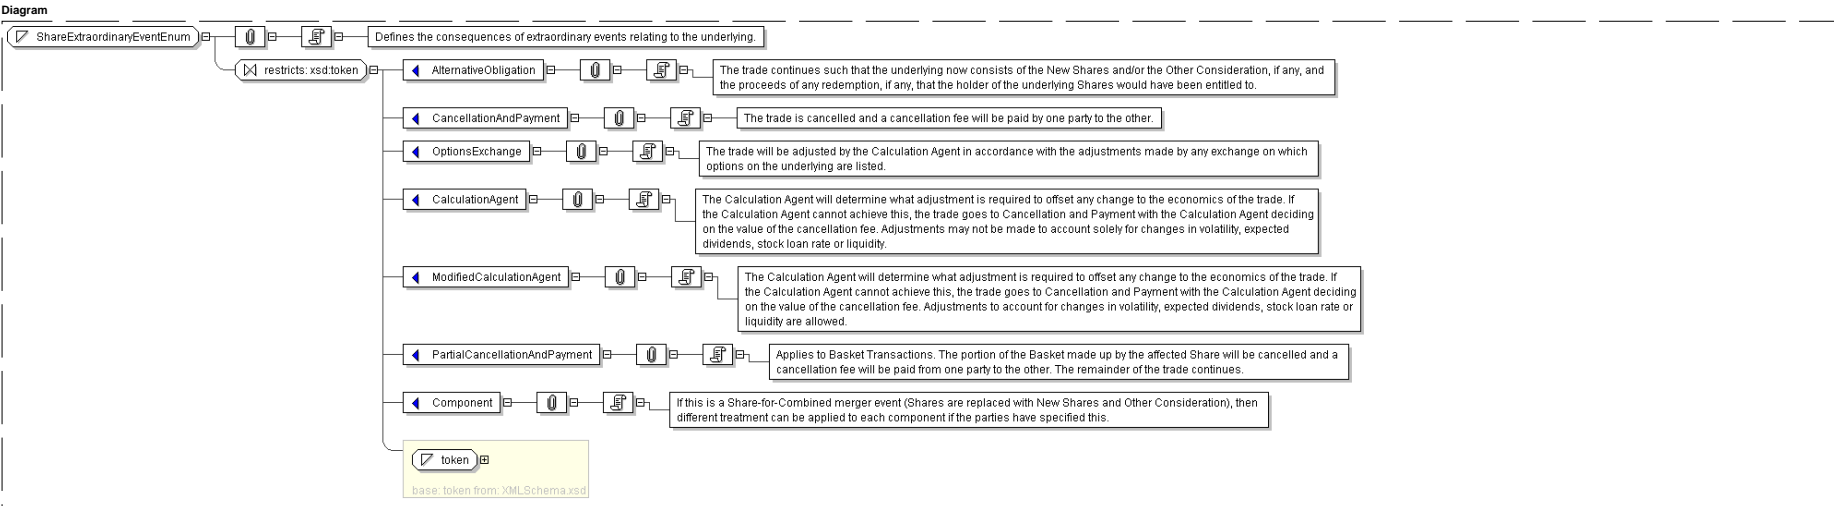 Diagram
ShareExtraordinaryEventEnum
Defines the consequences of extraordinary events relating to the underlying.
restricts: xsd:token
AlternativeObligation
The trade continues such that the underlying now consists of the New Shares and/or the Other Consideration, if any, and
the proceeds of any redemption, if any, that the holder of the underlying Shares would have been entitled to.
CancellationAndPayment
The trade is cancelled and a cancellation fee will be paid by one party to the other.
OptionsExchange
The trade will be adjusted by the Calculation Agent in accordance with the adjustments made by any exchange on which
options on the underlying are listed.
CalculationAgent
The Calculation Agent will determine what adjustment is required to offset any change to the economics of the trade. If
the Calculation Agent cannot achieve this, the trade goes to Cancellation and Payment with the Calculation Agent deciding
on the value of the cancellation fee. Adjustments may not be made to account solely for changes in volatility, expected
dividends, stock loan rate or liquidity.
ModifiedCalculationAgent
The Calculation Agent will determine what adjustment is required to offset any change to the economics of the trade. If
the Calculation Agent cannot achieve this, the trade goes to Cancellation and Payment with the Calculation Agent deciding
on the value of the cancellation fee. Adjustments to account for changes in volatility, expected dividends, stock loan rate or
liquidity are allowed.
PartialCancellationAndPayment
Applies to Basket Transactions. The portion of the Basket made up by the affected Share will be cancelled and a
cancellation fee will be paid from one party to the other. The remainder of the trade continues.
Component
If this is a Share-for-Combined merger event (Shares are replaced with New Shares and Other Consideration), then
different treatment can be applied to each component if the parties have specified this.
token
base: token from: XMLSchema.xsd